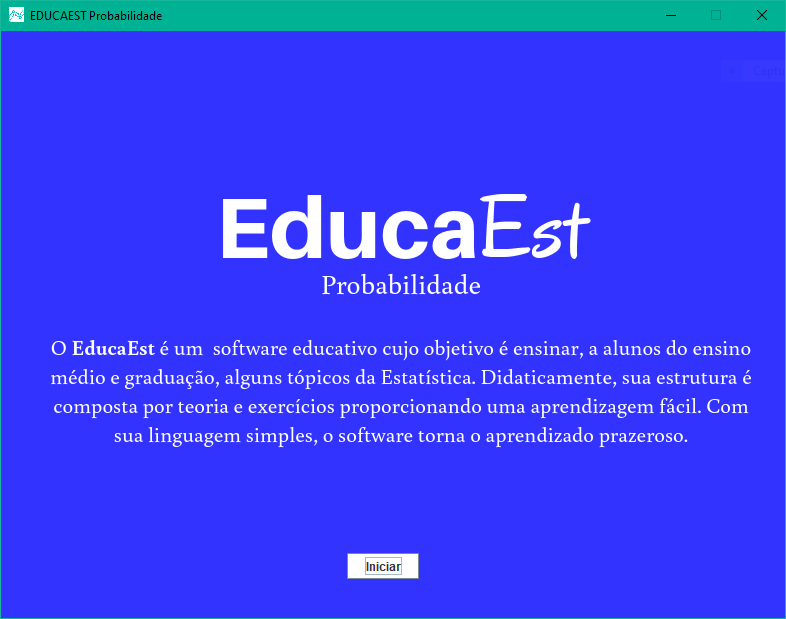 EDUCAEST Probabilidade
EducaEst
Probabilidade
O EducaEst é um  software educativo cujo objetivo é ensinar, a alunos do ensino
médio e graduação, alguns tópicos da Estatística. Didaticamente, sua estrutura é
composta por teoria e exercícios proporcionando uma aprendizagem fácil. Com
sua linguagem simples, o software torna o aprendizado prazeroso.
Iniciar